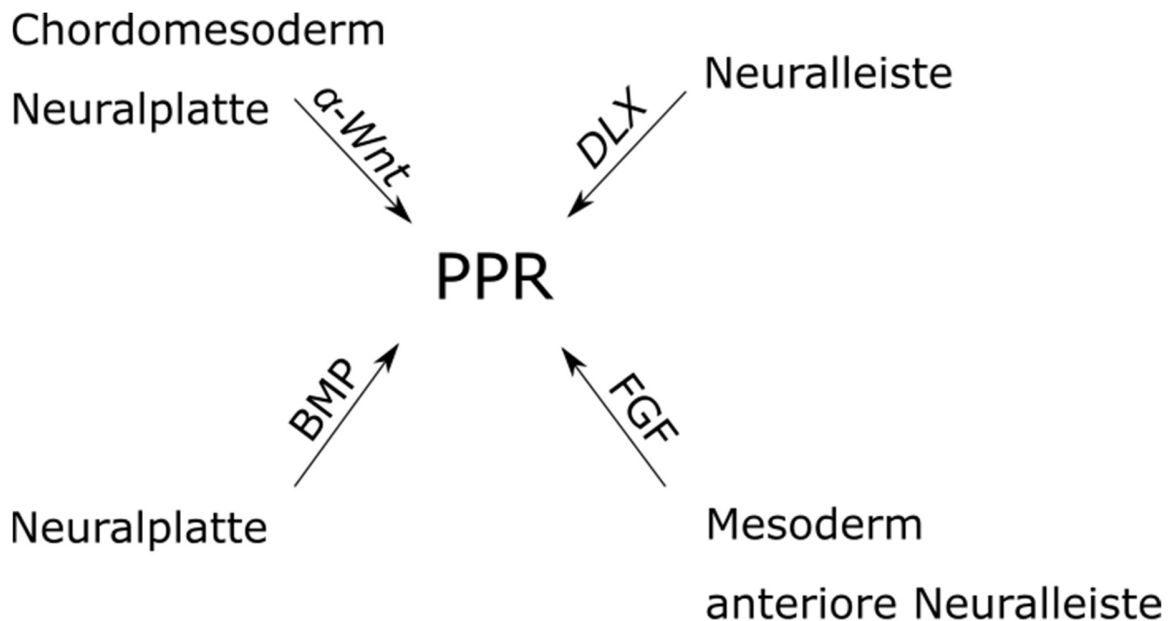 Chordomesoderm
Neuralplatte
α-Wnt
DLX
Neuralleiste
PPR
BMP
FGF
Neuralplatte
Mesoderm
anteriore Neuralleiste